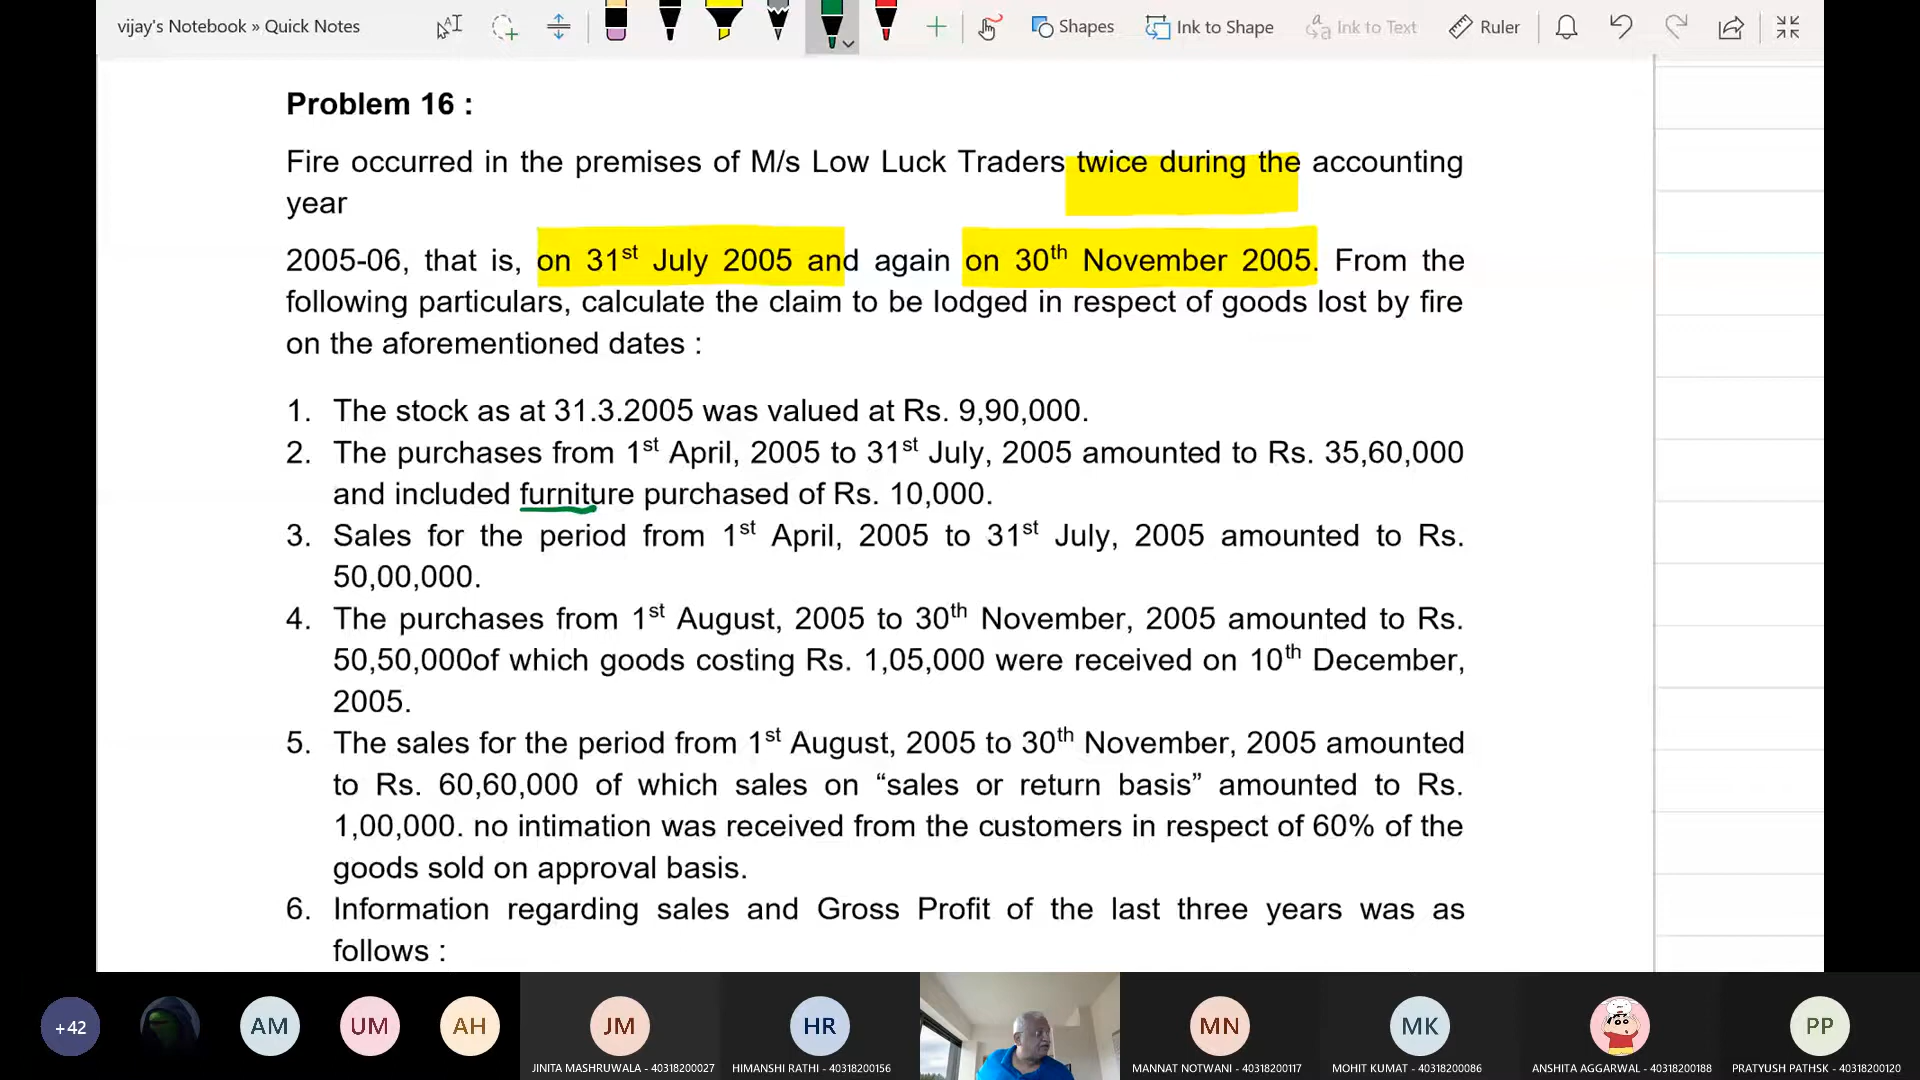 vijay's Notebook » Quick Notes
Shapes
Ink to Shape
Ink to Text
Ruler
Problem 16 :
Fire occurred in the premises of M/s Low Luck Traders twice during the accounting
year
2005-06, that is, on 31st July 2005 and again on 30th November 2005. From the
following particulars, calculate the claim to be lodged in respect of goods lost by fire
on the aforementioned dates :
1. The stock as at 31.3.2005 was valued at Rs. 9,90,000.
2. The purchases from 1st April, 2005 to 31st July, 2005 amounted to Rs. 35,60,000
and included furniture purchased of Rs. 10,000.
3. Sales for the period from 1st April, 2005 to 31st July, 2005 amounted to Rs.
50,00,000.
4. The purchases from 1st August, 2005 to 30th November, 2005 amounted to Rs.
50,50,000of which goods costing Rs. 1,05,000 were received on 10th December,
2005.
5. The sales for the period from 1st August, 2005 to 30th November, 2005 amounted
to Rs. 60,60,000 of which sales on “sales or return basis” amounted to Rs.
1,00,000. no intimation was received from the customers in respect of 60% of the
goods sold on approval basis.
6. Information regarding sales and Gross Profit of the last three years was as
follows :
+42
AM
UM
AH
JM
HR
MN
MK
PP
JINITA MASHRUWALA - 40318200027
HIMANSHI RATHI - 40318200156
MANNAT NOTWANI - 40318200117
MOHIT KUMAT - 40318200086
ANSHITA AGGARWAL - 40318200188
PRATYUSH PATHSK - 40318200120